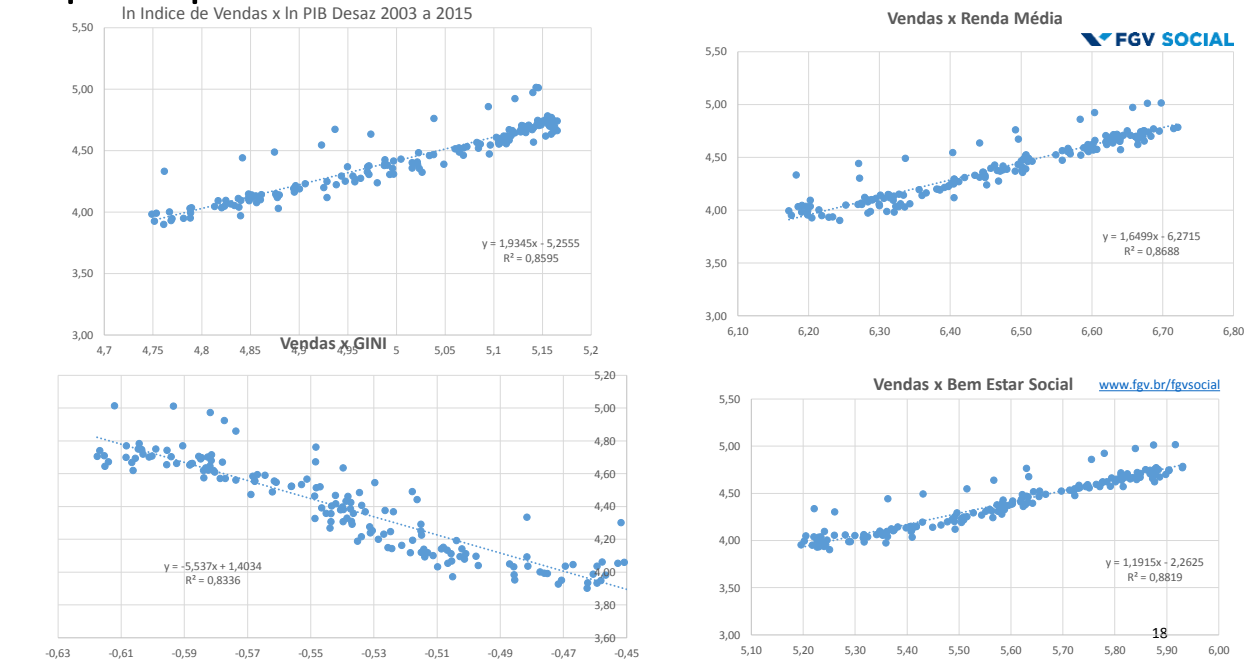 ln Indice de Vendas x ln PIB Desaz 2003 a 2015
5,50
5,00
4,50
4,00
3,50
3,00
4,7 4,75 4,8 4,85 4,9 4,95 5 5,05 5,1 5,15 5,2
y = 1,9345x - 5,2555
R² = 0,8595
Vendas x Renda Média
FGV SOCIAL
5,50
5,00
4,50
4,00
3,50
3,00
6,10 6,20 6,30 6,40 6,50 6,60 6,70 6,80
y = 1,6499x - 6,2715
R² = 0,8688
Vendas x GINI
5,20
5,00
4,80
4,60
4,40
4,20
4,00
3,80
3,60
-0,63 -0,61 -0,59 -0,57 -0,55 -0,53 -0,51 -0,49 -0,47 -0,45
y = -5,537x + 1,4034
R² = 0,8336
Vendas x Bem Estar Social
www.fgv.br/fgvsocial
5,50
5,00
4,50
4,00
3,50
3,00
5,10 5,20 5,30 5,40 5,50 5,60 5,70 5,80 5,90 6,00
y = 1,1915x - 2,2625
R² = 0,8819
18